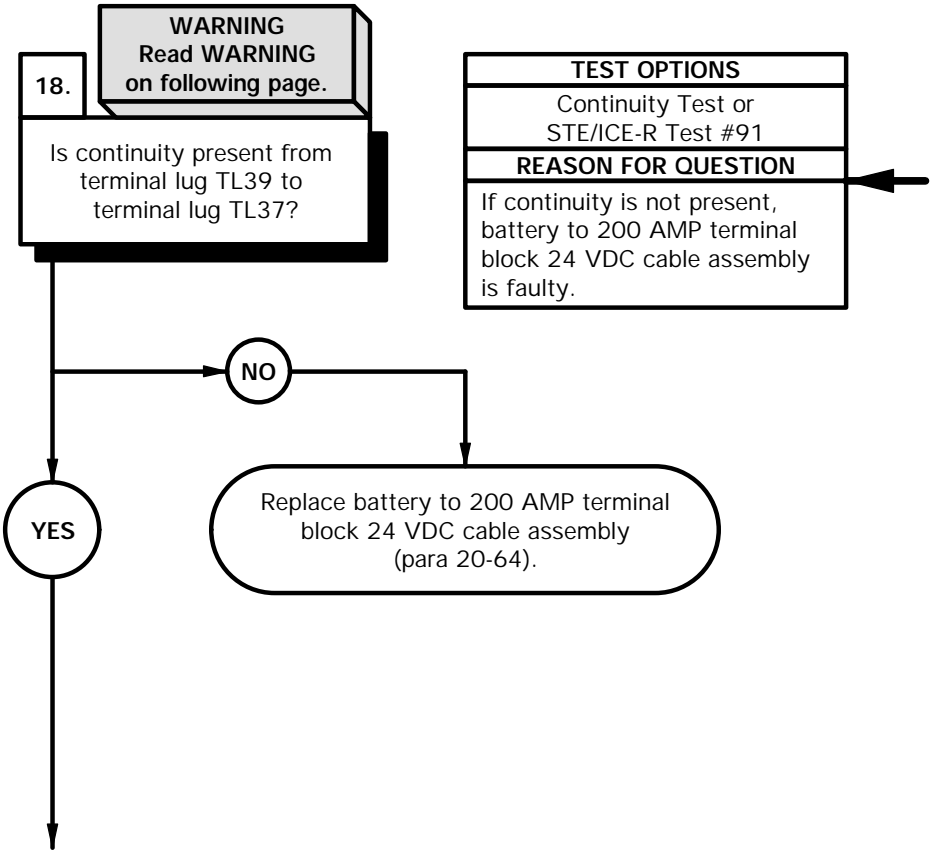 WARNING
Read WARNING
on following page.
18.
Is continuity present from
terminal lug TL39 to
terminal lug TL37?
TEST OPTIONS
Continuity Test or
STE/ICE-R Test #91
REASON FOR QUESTION
If continuity is not present,
battery to 200 AMP terminal
block 24 VDC cable assembly
is faulty.
NO
YES
Replace battery to 200 AMP terminal
block 24 VDC cable assembly
(para 20-64).